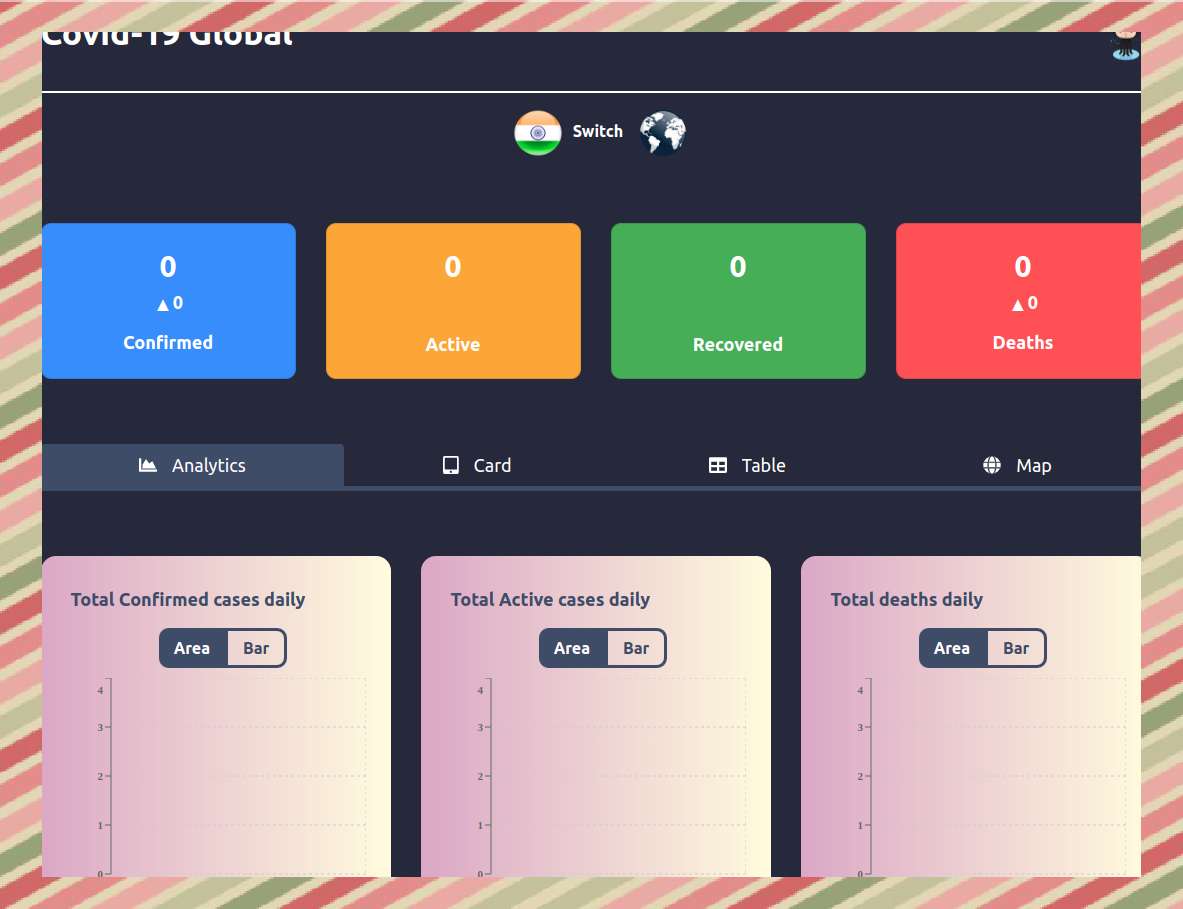 Covid-19 Global
Switch
0
▲0
Confirmed
0
Active
0
Recovered
0
▲0
Deaths
Analytics
Card
Table
Map
Total Confirmed cases daily
Area Bar
4
3
2
1
0
Total Active cases daily
Area Bar
4
3
2
1
0
Total deaths daily
Area Bar
4
3
2
1
0